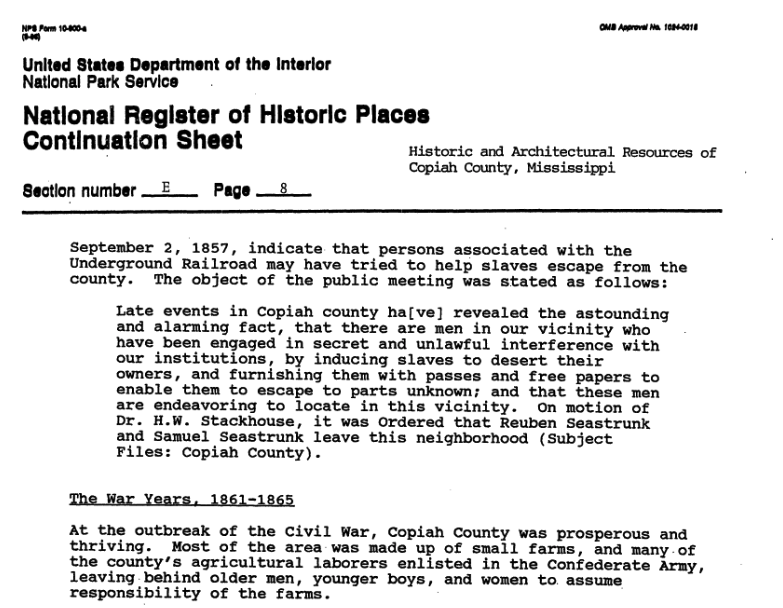 NPS Form 10-900-a
(8-86)
OMB Approval No. 1024-0018
United States Department of the Interior
National Park Service
National Register of Historic Places
Continuation Sheet
Historic and Architectural Resources of
Copiah County, Mississippi
Section number E Page 8
September 2, 1857, indicate that persons associated with the
Underground Railroad may have tried to help slaves escape from the
county. The object of the public meeting was stated as follows:
Late events in Copiah county ha[ve] revealed the astounding
and alarming fact, that there are men in our vicinity who
have been engaged in secret and unlawful interference with
our institutions, by inducing slaves to desert their
owners, and furnishing them with passes and free papers to
enable them to escape to parts unknown; and that these men
are endeavoring to locate in this vicinity. On motion of
Dr. H.W. Stackhouse, it was Ordered that Reuben Seastrunk
and Samuel Seastrunk leave this neighborhood (Subject
Files: Copiah County).
The War Years, 1861-1865
At the outbreak of the Civil War, Copiah County was prosperous and
thriving. Most of the area was made up of small farms, and many of
the county's agricultural laborers enlisted in the Confederate Army,
leaving behind older men, younger boys, and women to assume
responsibility of the farms.